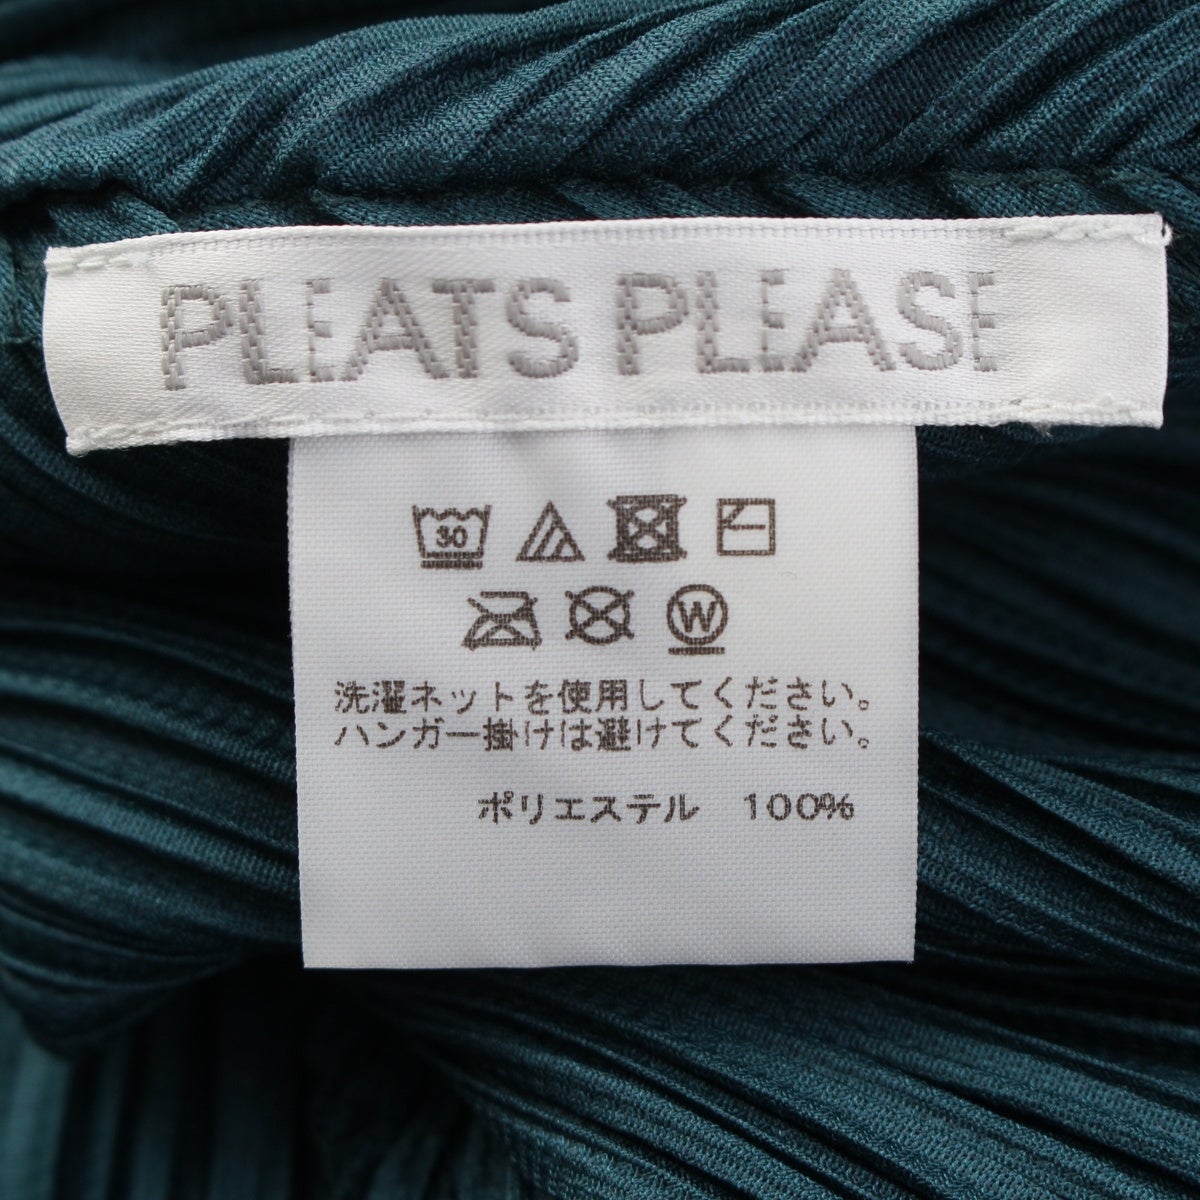 PLEATS PLEASE
30
W
洗濯ネットを使用してください。
ハンガー掛けは避けてください。
ポリエステル 100%